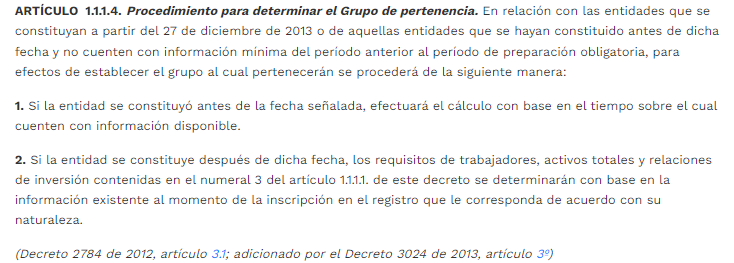 ARTÍCULO 1.1.1.4. Procedimiento para determinar el Grupo de pertenencia. En relación con las entidades que se
constituyan a partir del 27 de diciembre de 2013 o de aquellas entidades que se hayan constituido antes de dicha
fecha y no cuenten con información mínima del período anterior al período de preparación obligatoria, para
efectos de establecer el grupo al cual pertenecerán se procederá de la siguiente manera:
1. Si la entidad se constituyó antes de la fecha señalada, efectuará el cálculo con base en el tiempo sobre el cual
cuenten con información disponible.
2. Si la entidad se constituye después de dicha fecha, los requisitos de trabajadores, activos totales y relaciones
de inversión contenidas en el numeral 3 del artículo 1.1.1.1. de este decreto se determinarán con base en la
información existente al momento de la inscripción en el registro que le corresponda de acuerdo con su
naturaleza.
(Decreto 2784 de 2012, artículo 3.1; adicionado por el Decreto 3024 de 2013, artículo 3º)